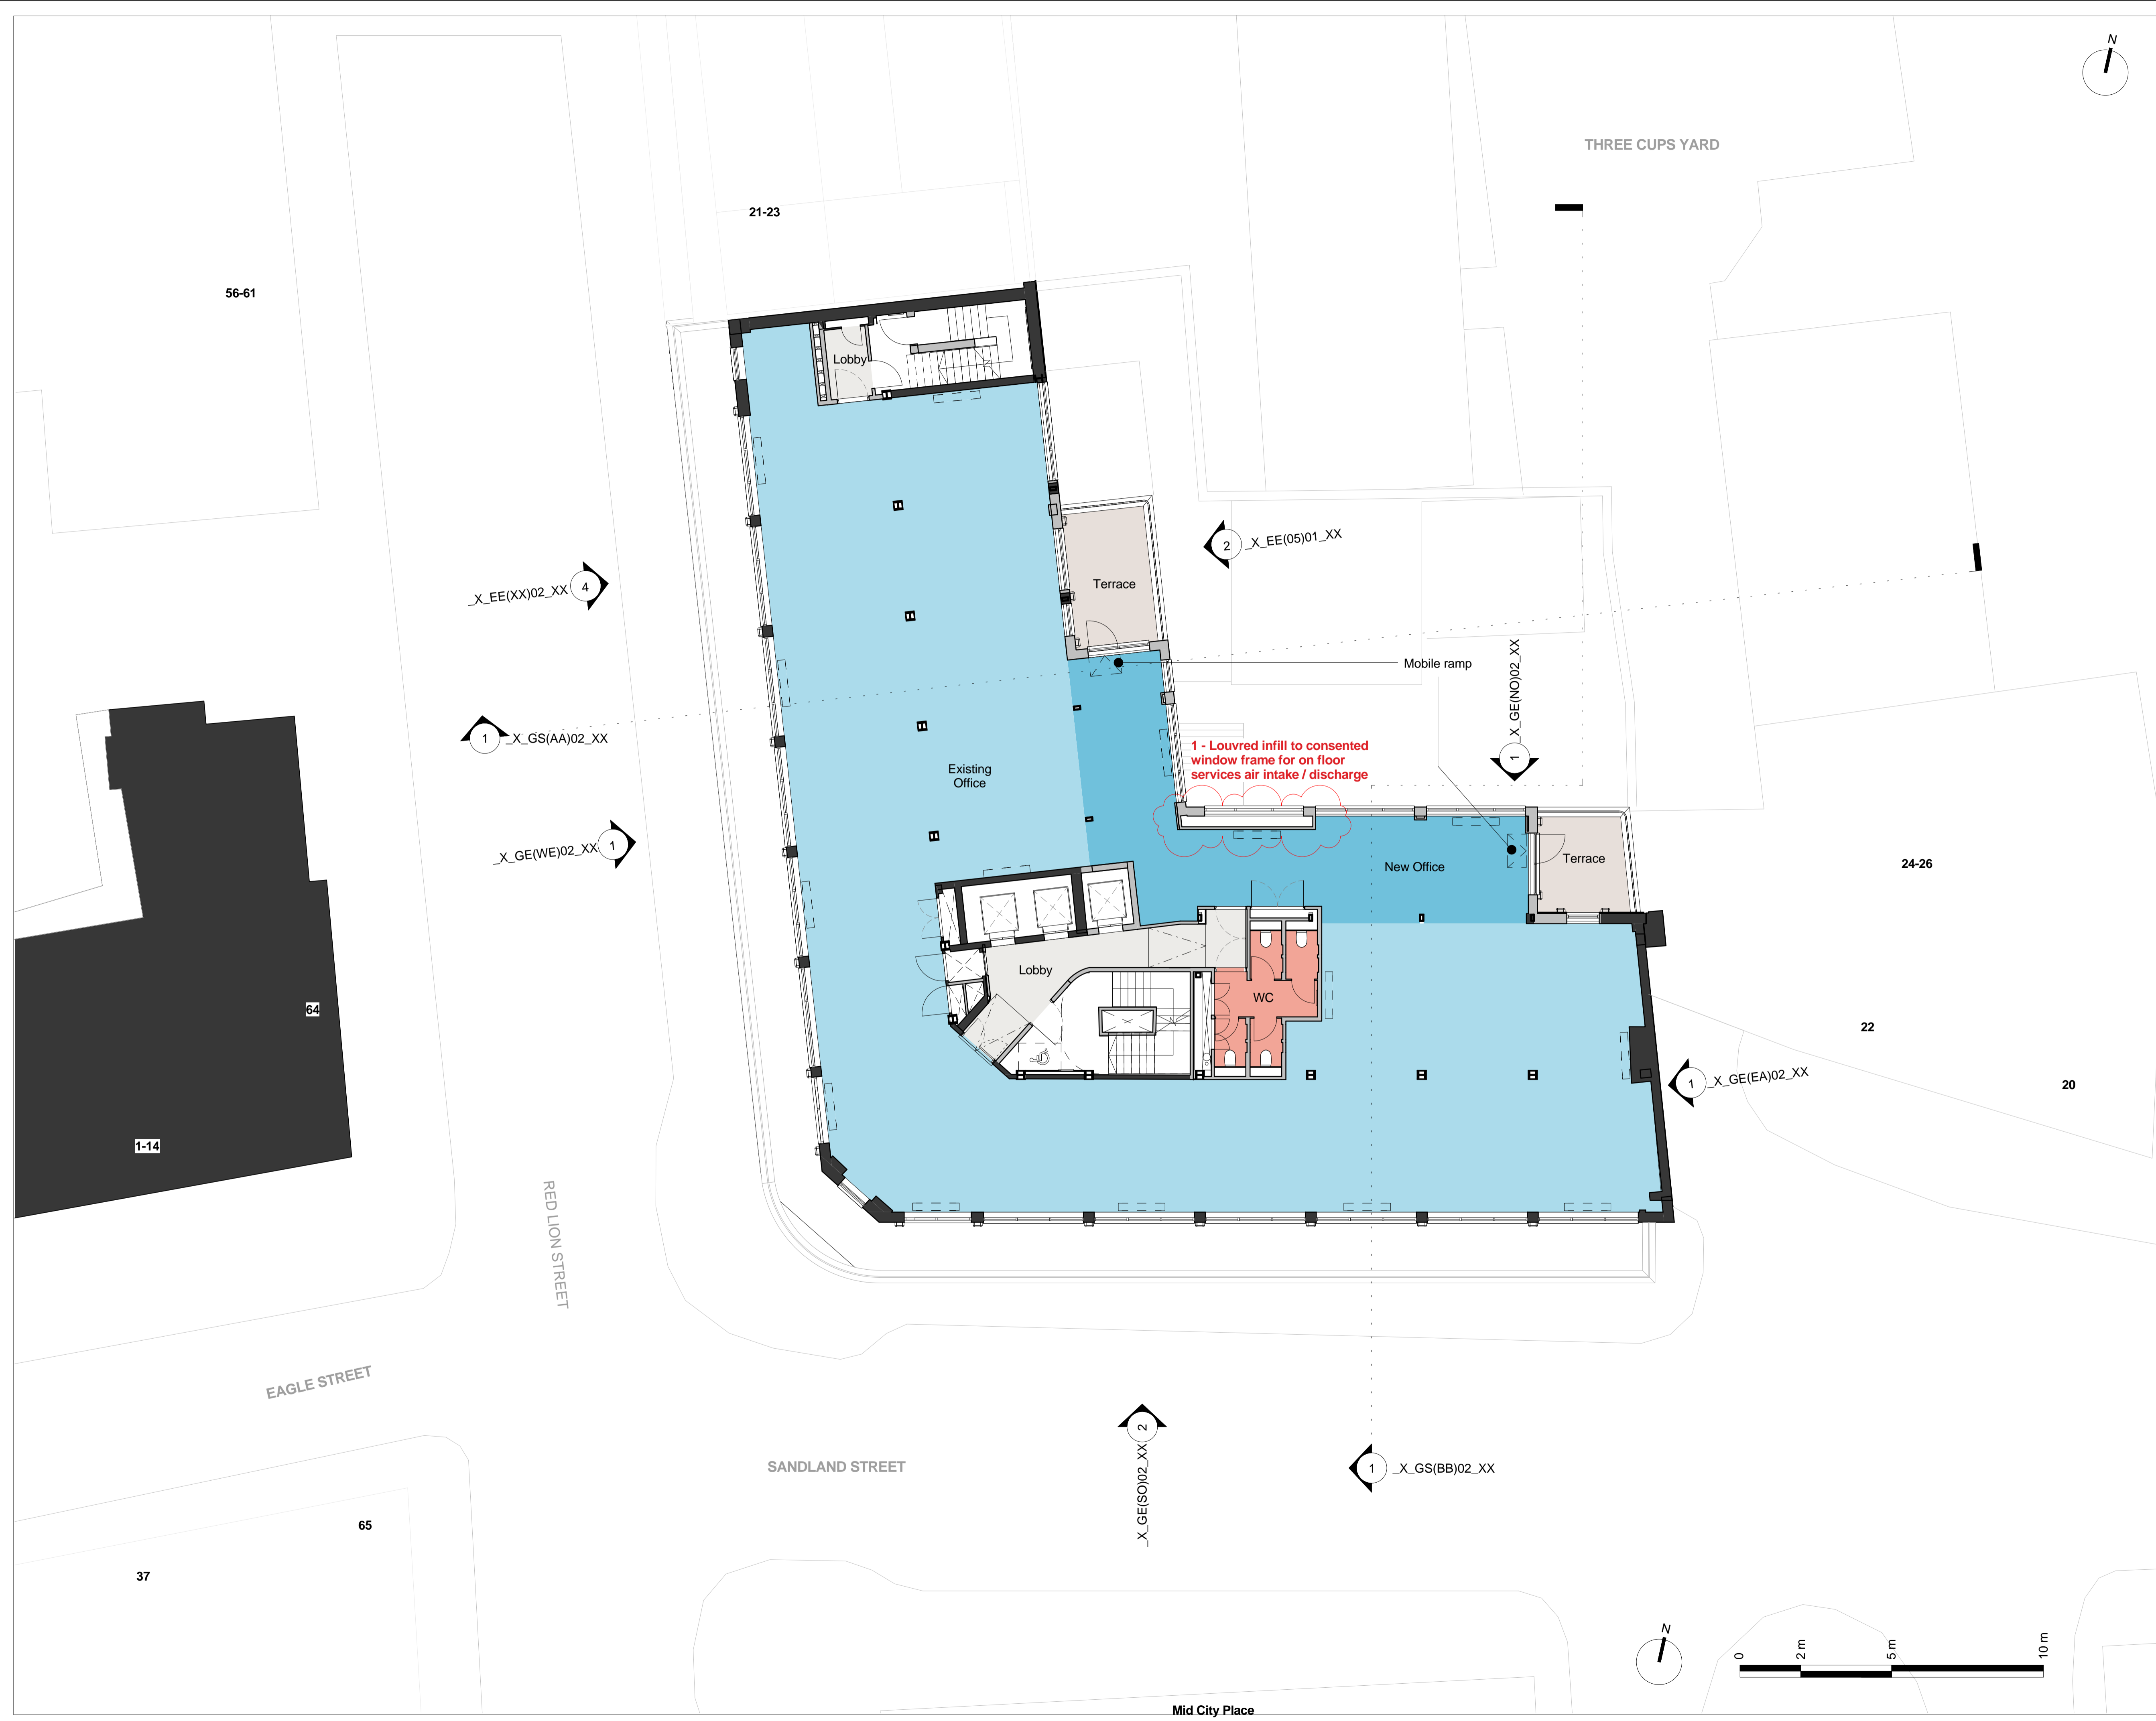 N
THREE CUPS YARD
21-23
56-61
Lobby
2
_X_EE(05)01_XX
Terrace
_X_EE(XX)02_XX
4
Mobile ramp
_X_GE(NO)02_XX
1
1
_X_GS(AA)02_XX
1 - Louvred infill to consented
window frame for on floor
services air intake / discharge
Existing
Office
_X_GE(WE)02_XX
1
New Office
Terrace
24-26
Lobby
WC
64
22
1
_X_GE(EA)02_XX
20
1-14
RED LION STREET
EAGLE STREET
SANDLAND STREET
2
_X_GE(SO)02_XX
1
_X_GS(BB)02_XX
65
37
N
0
2 m
5 m
10 m
Mid City Place